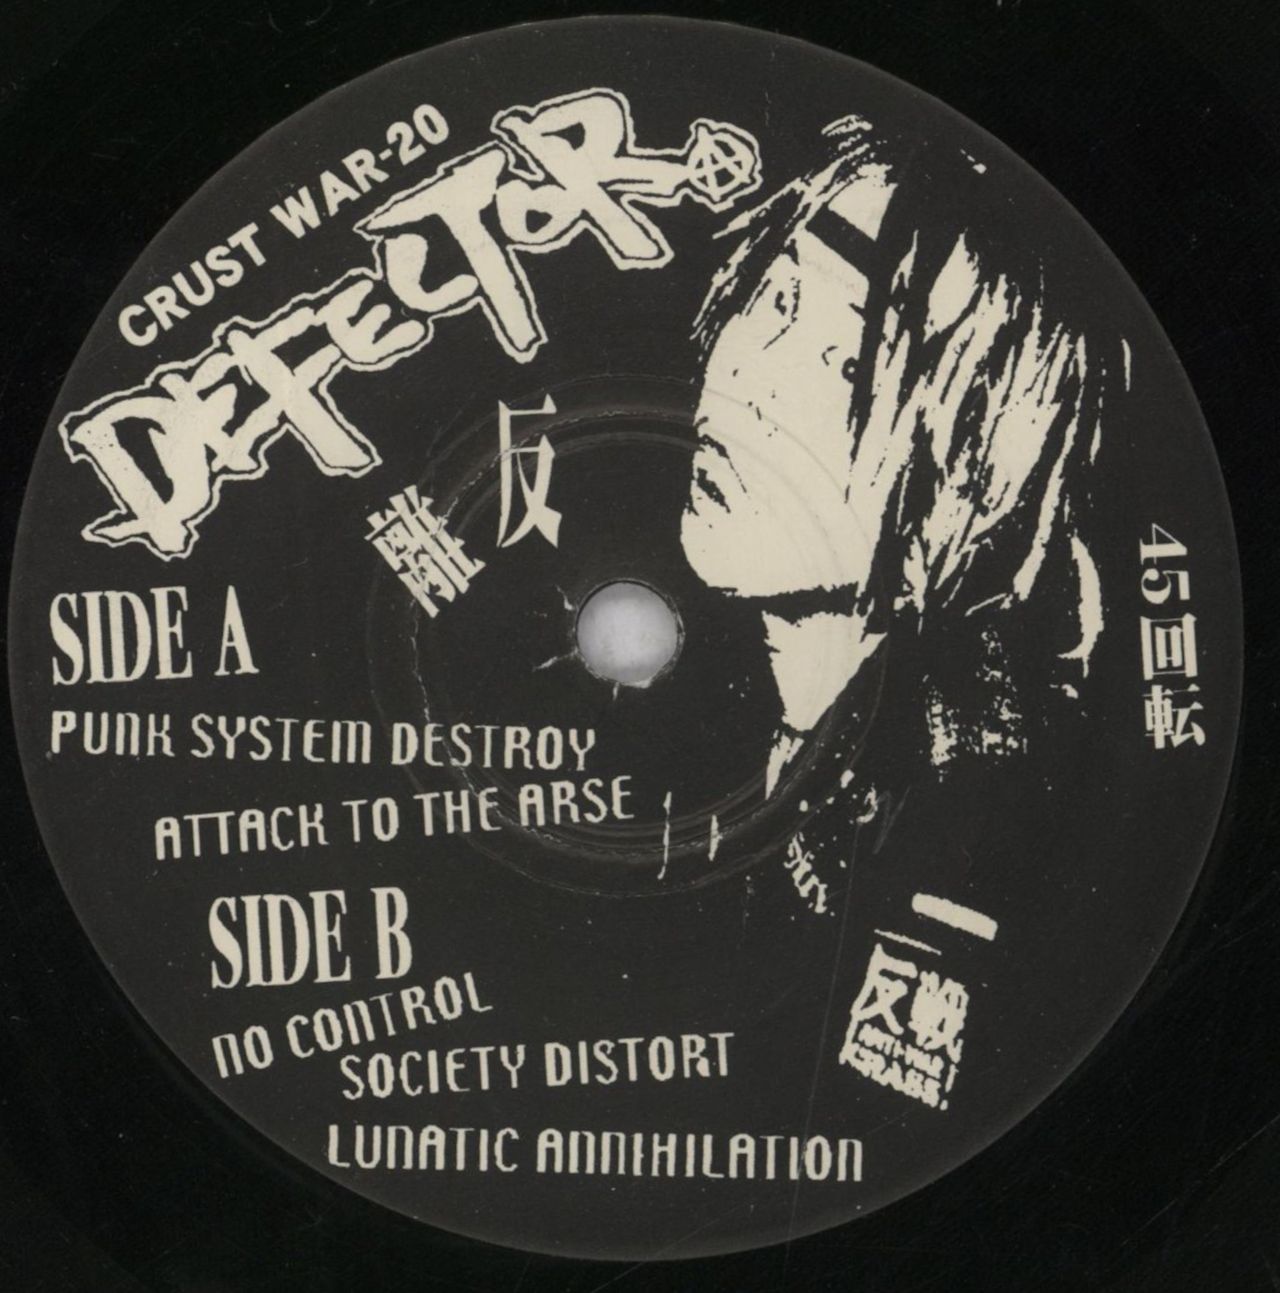 CRUST WAR-20
DEFECTOR
反
離
SIDE A
PUNK SYSTEM DESTROY
ATTACK TO THE ARSE
SIDE B
NO CONTROL
SOCIETY DISTORT
LUNATIC ANNIHILATION
45回転
反戦
ANTI-WAR